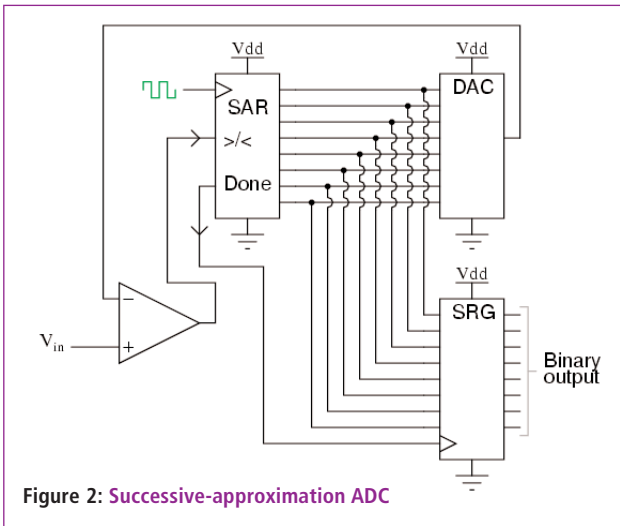 Vdd
Vdd
SAR
DAC
>/<
Done
Vdd
SRG
−
Vin
+
Binary
output
Figure 2: Successive-approximation ADC